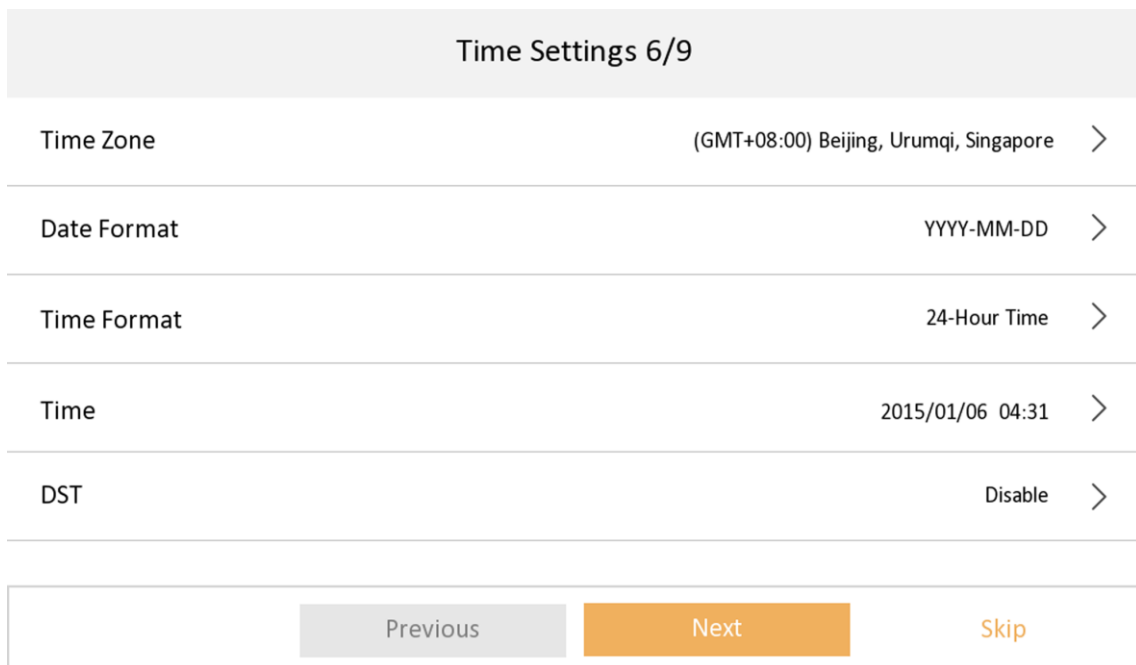 Time Settings 6/9
Time Zone (GMT+08:00) Beijing, Urumqi, Singapore
Date Format YYYY-MM-DD
Time Format 24-Hour Time
Time 2015/01/06 04:31
DST Disable
Previous Next Skip